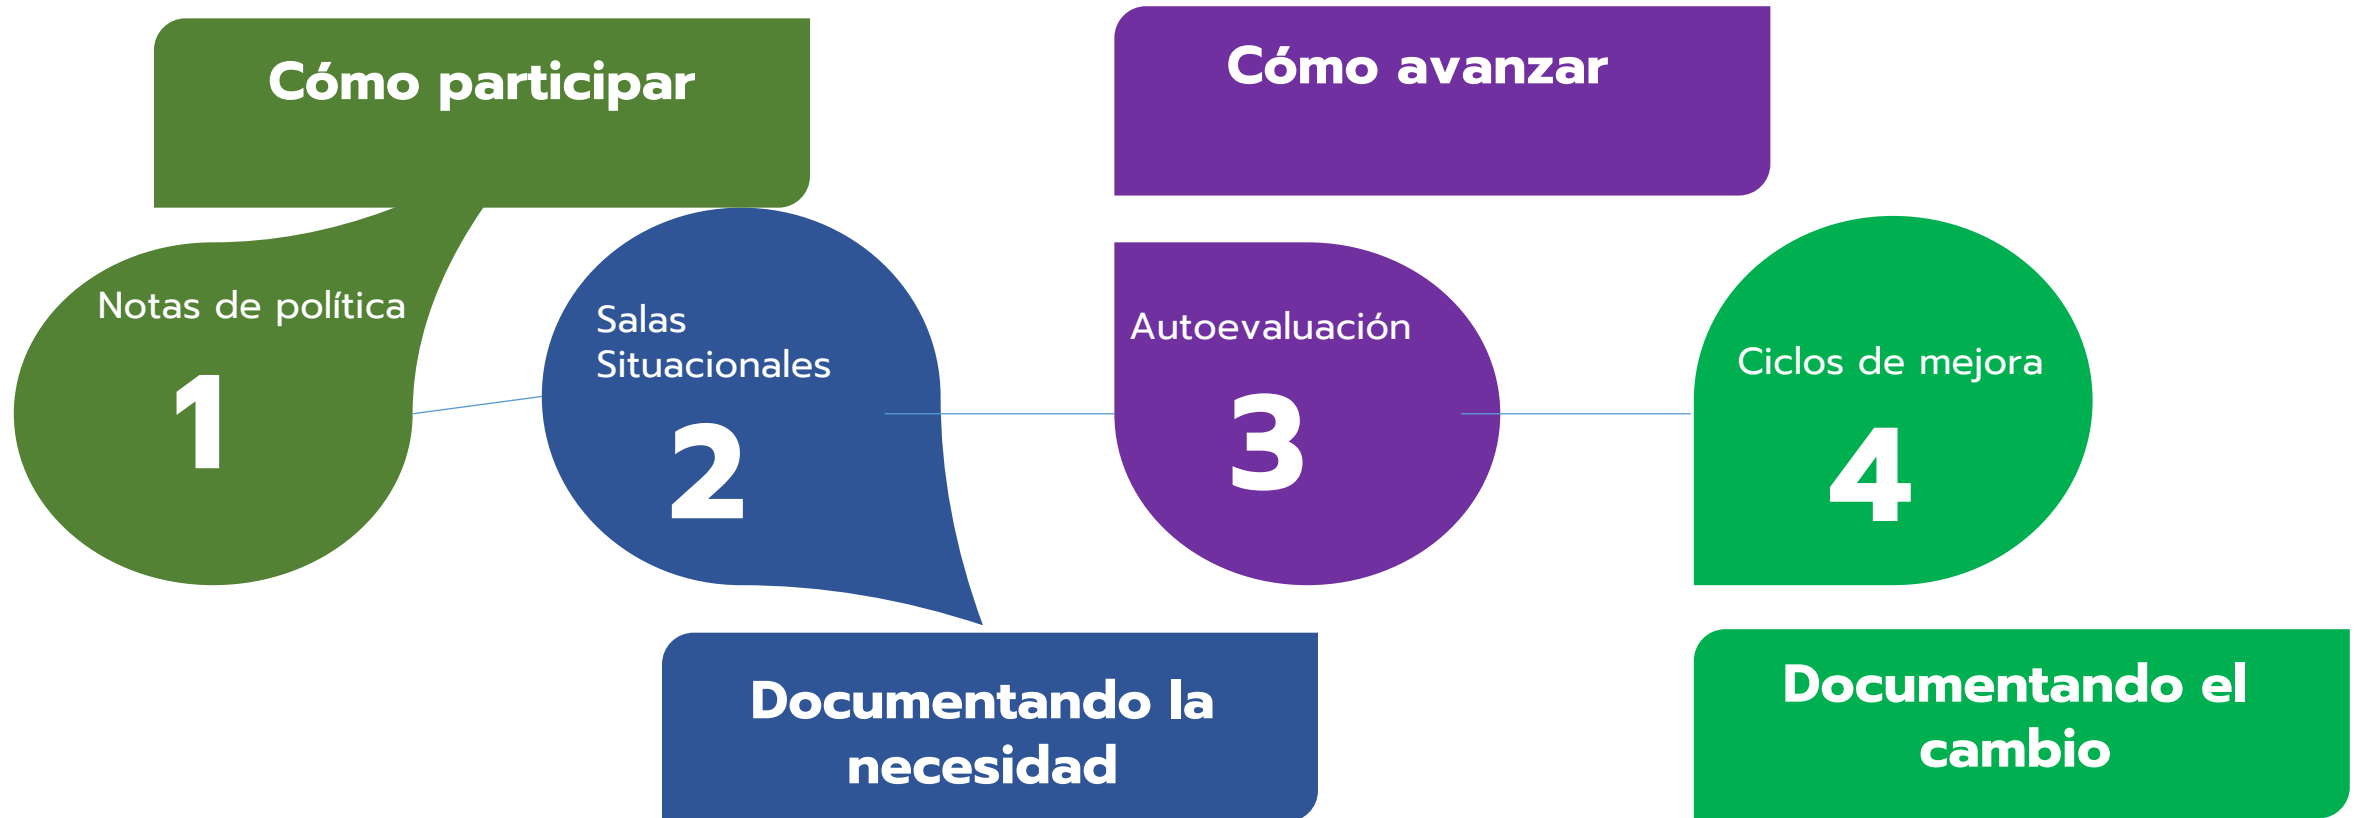 Cómo participar
Notas de política
1
Salas
Situacionales
2
Documentando la
necesidad
Cómo avanzar
Autoevaluación
3
Ciclos de mejora
4
Documentando el
cambio